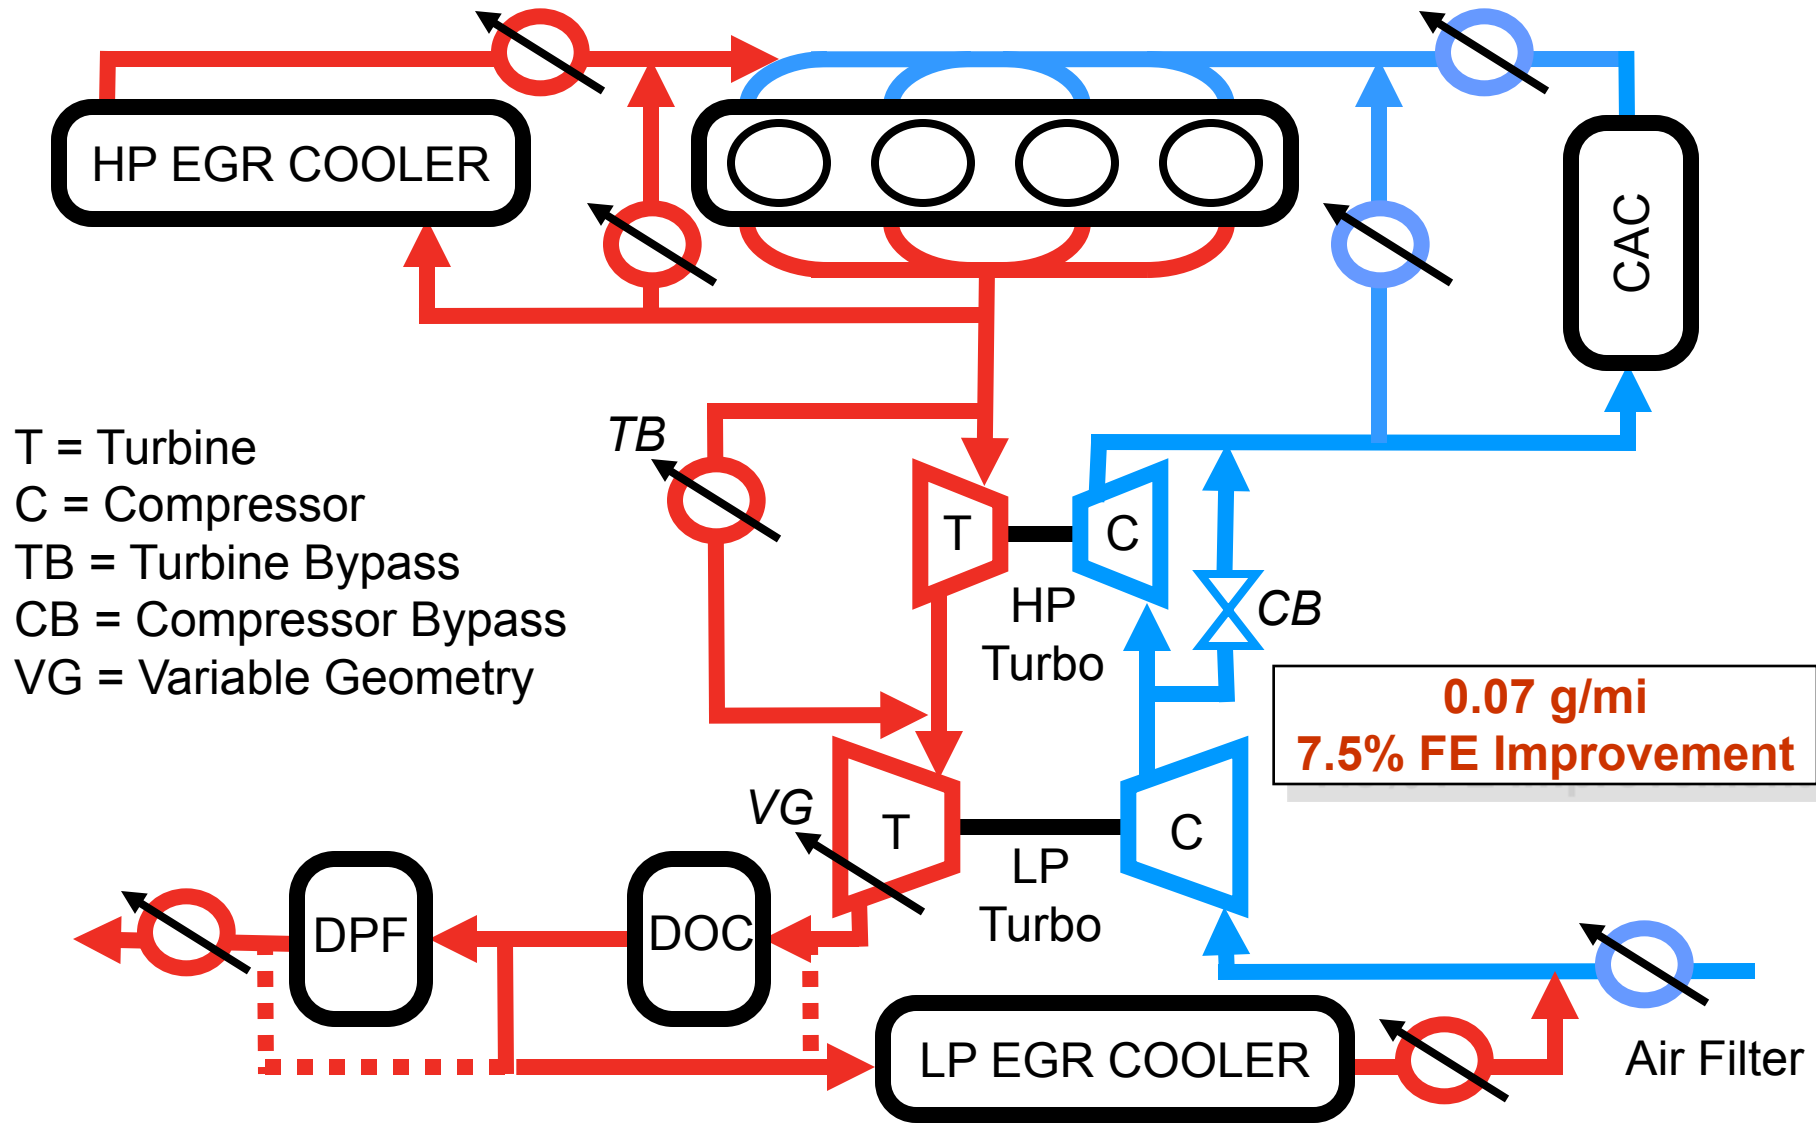 HP EGR COOLER
CAC
TB
T = Turbine
C = Compressor
TB = Turbine Bypass
CB = Compressor Bypass
VG = Variable Geometry
T
C
HP
Turbo
CB
0.07 g/mi
7.5% FE Improvement
VG
T
C
LP
Turbo
DPF
DOC
LP EGR COOLER
Air Filter